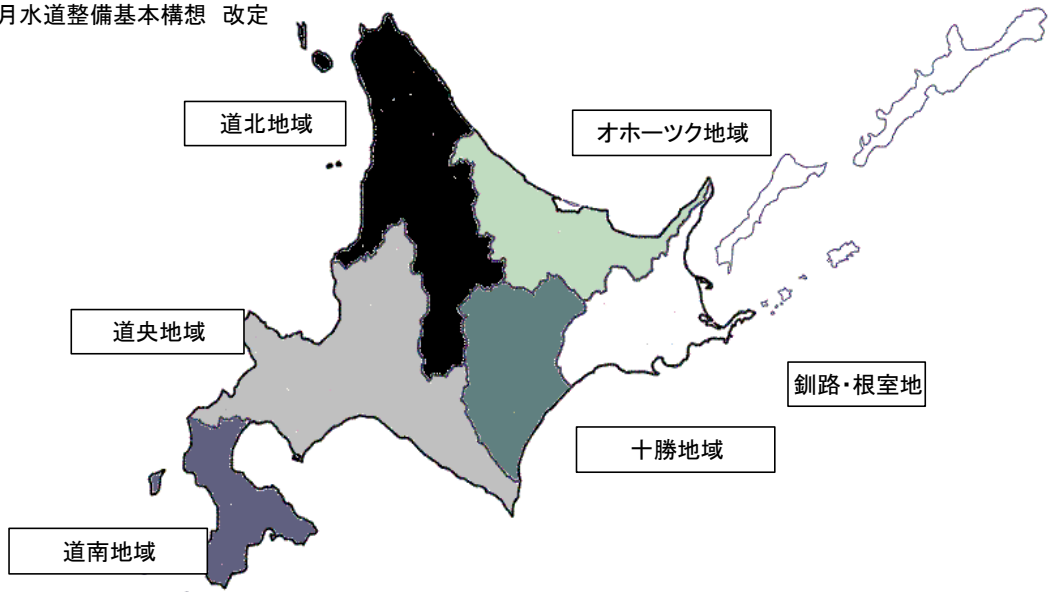 月水道整備基本構想 改定
道北地域
オホーツク地域
道央地域
釧路・根室地
十勝地域
道南地域